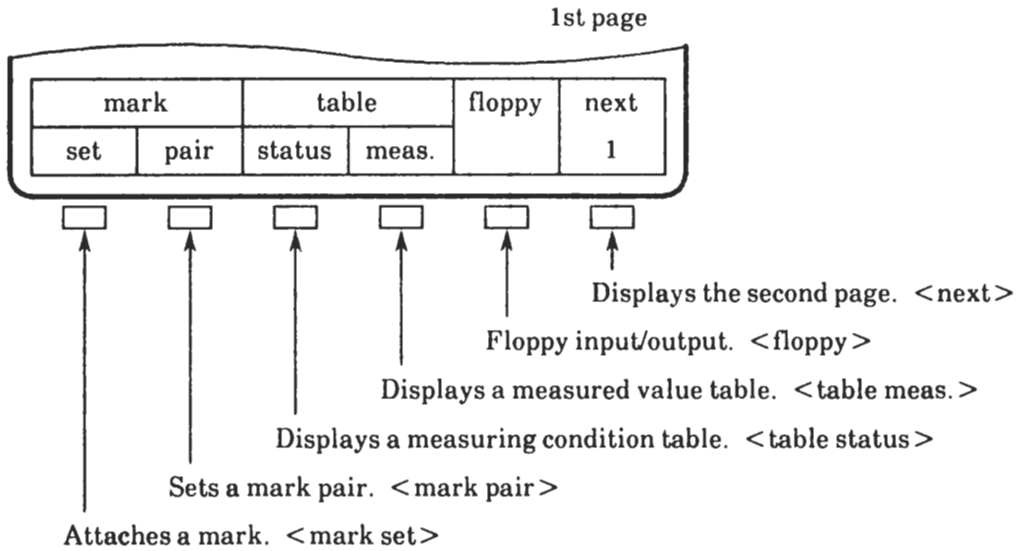 1st page
mark table floppy next
set pair status meas. 1
Displays the second page. <next>
Floppy input/output. <floppy>
Displays a measured value table. <table meas.>
Displays a measuring condition table. <table status>
Sets a mark pair. <mark pair>
Attaches a mark. <mark set>